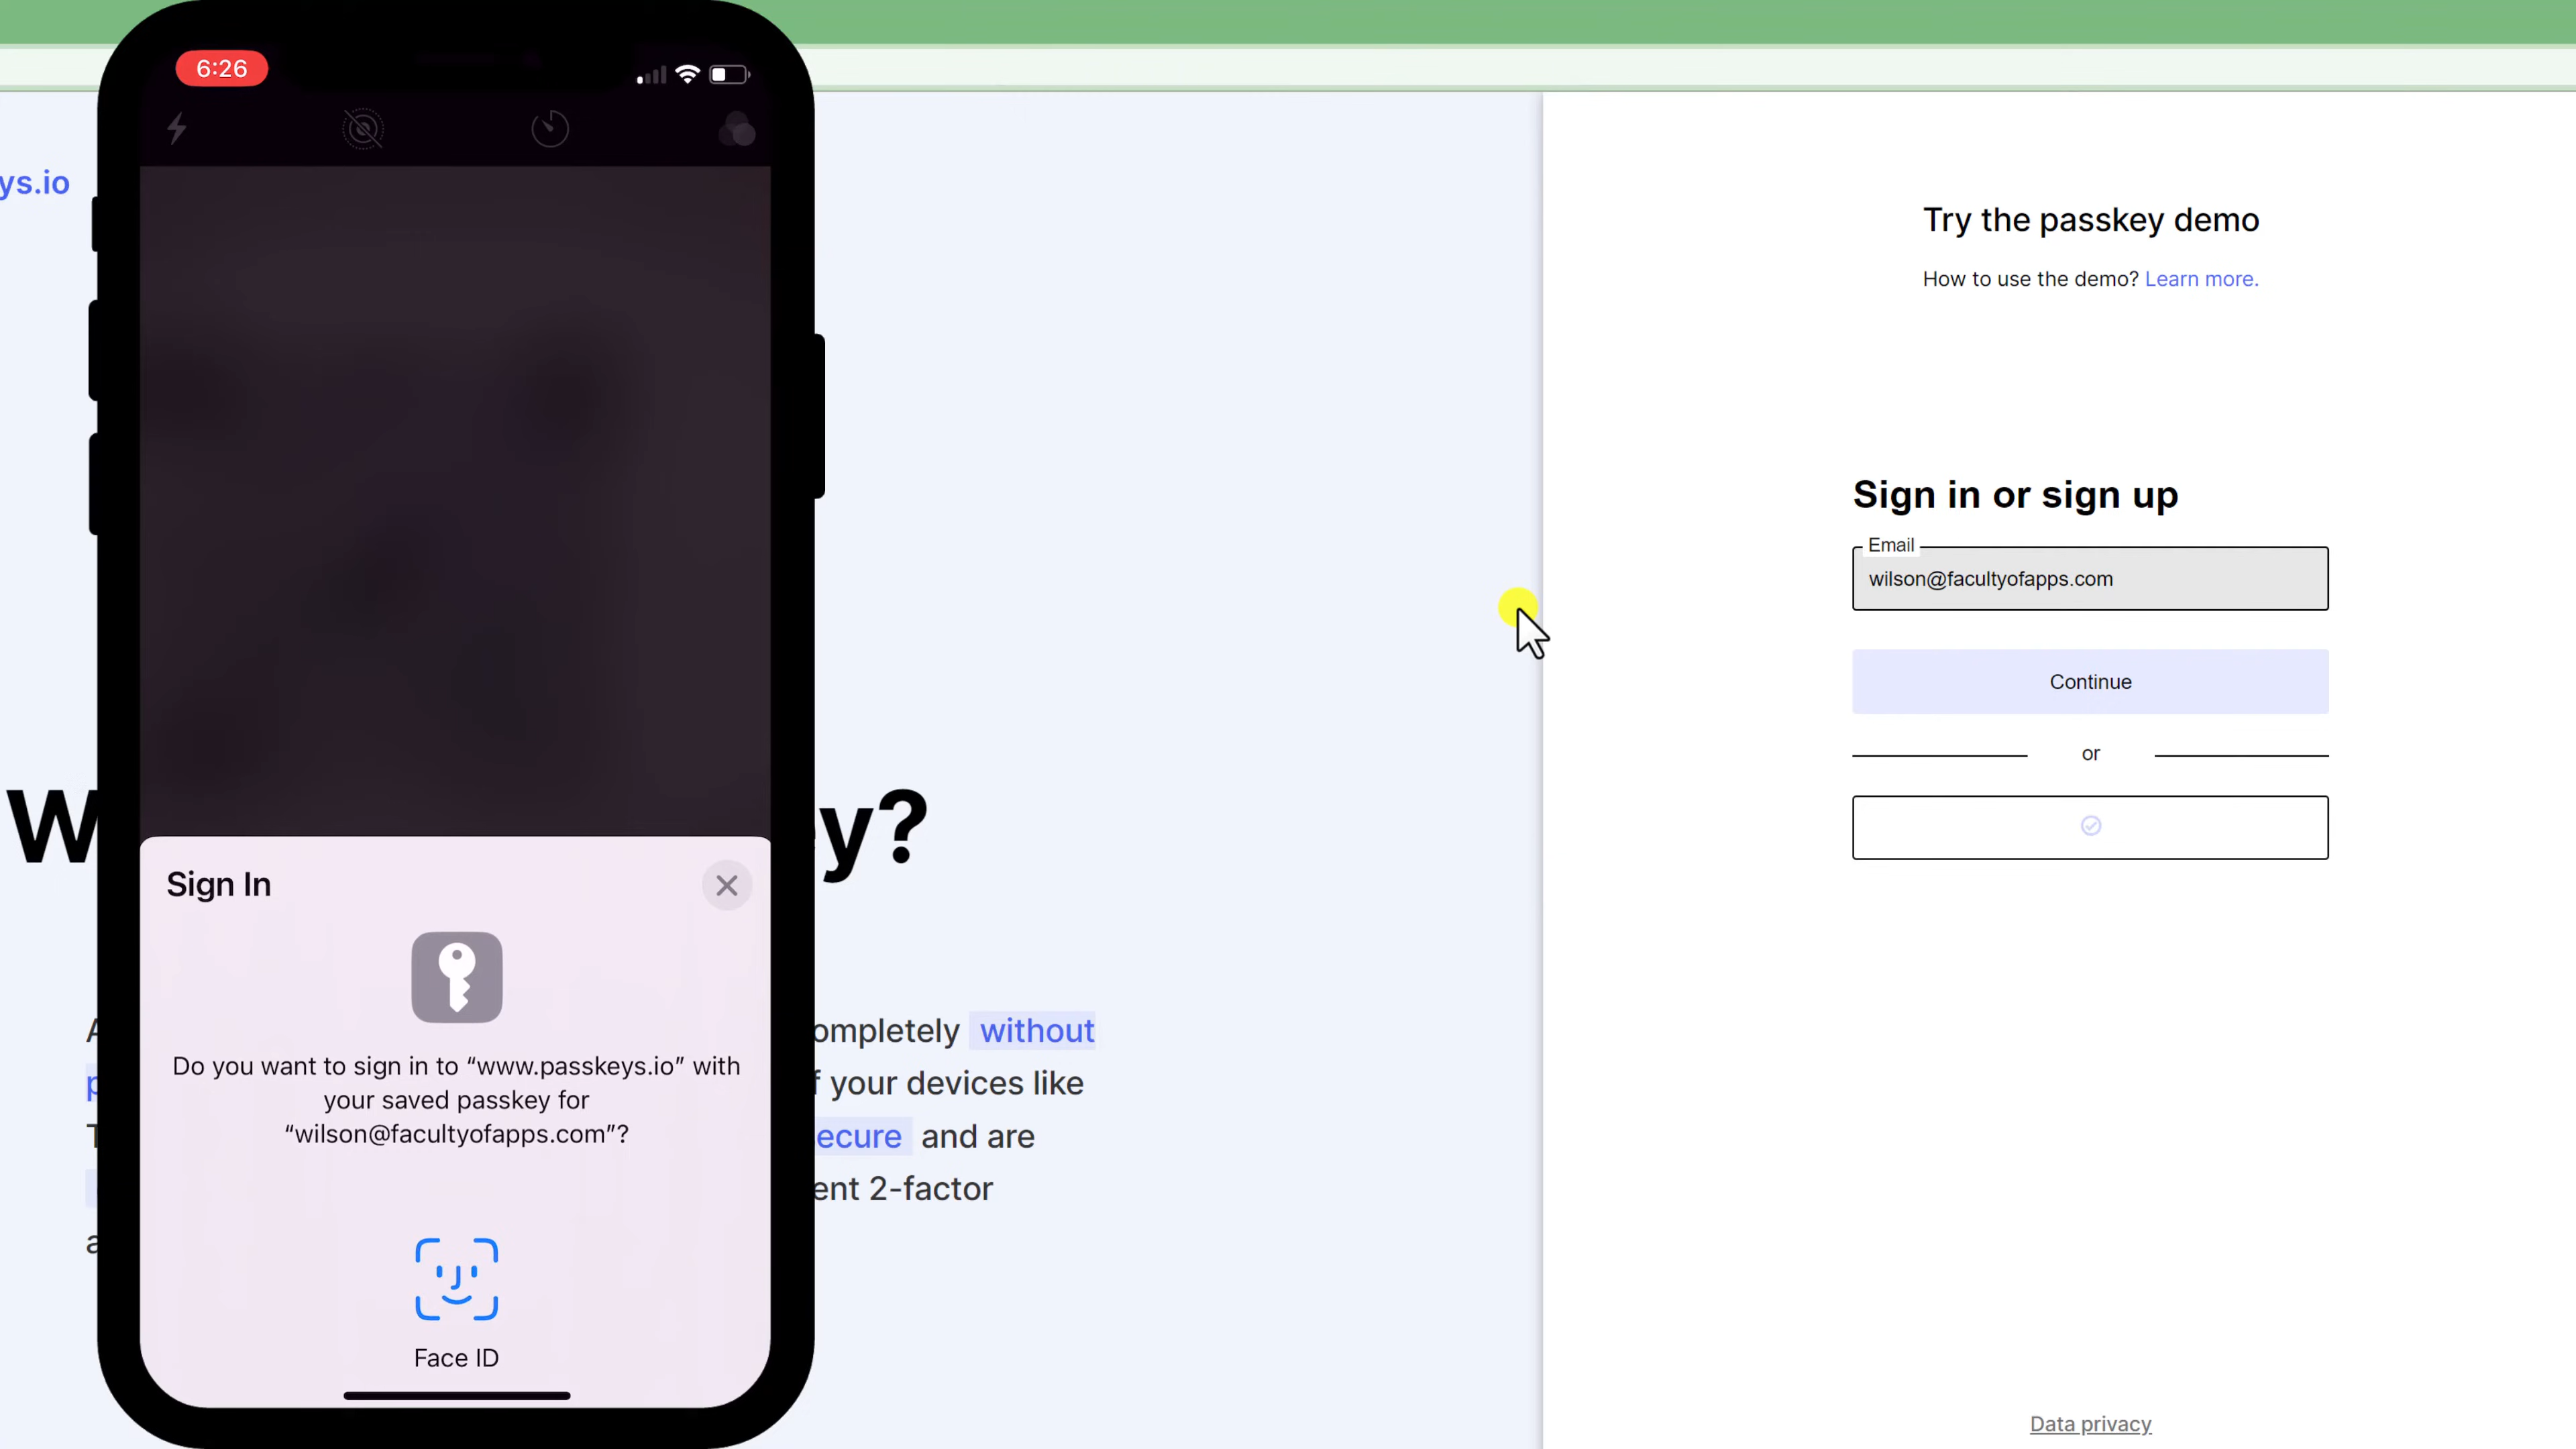 6:26
ys.io
W
y?
ompletely without
f your devices like
ecure and are
ent 2-factor
Sign In
Do you want to sign in to “www.passkeys.io” with
your saved passkey for
“wilson@facultyofapps.com”?
Face ID
Try the passkey demo
How to use the demo? Learn more.
Sign in or sign up
Email
wilson@facultyofapps.com
Continue
or
Data privacy